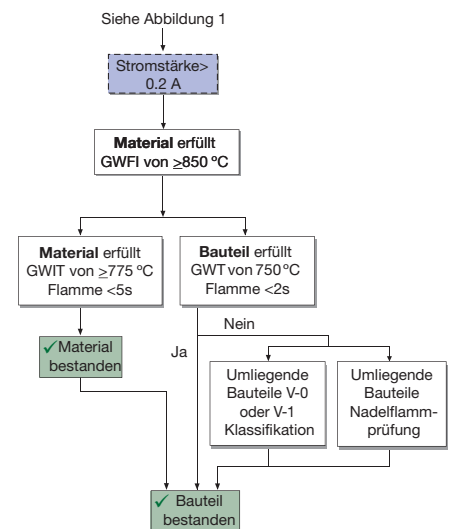 Siehe Abbildung 1
Stromstärke>
0.2 A
Material erfüllt
GWFI von ≥850 ºC
Material erfüllt
GWIT von ≥775 ºC
Flamme <5s
Bauteil erfüllt
GWT von 750ºC
Flamme <2s
Nein
Ja
✓Material
bestanden
Umliegende
Bauteile V-0
oder V-1
Klassifikation
Umliegende
Bauteile
Nadelflamm-
prüfung
✓ Bauteil
bestanden